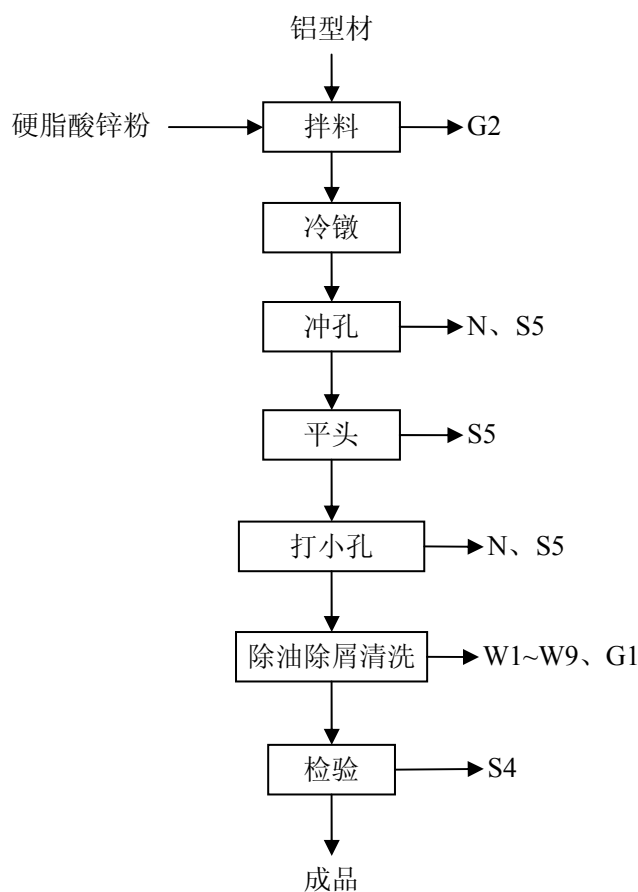 铝型材
硬脂酸锌粉
拌料
G2
冷镦
冲孔
N、S5
平头
S5
打小孔
N、S5
除油除屑清洗
W1~W9、G1
检验
S4
成品